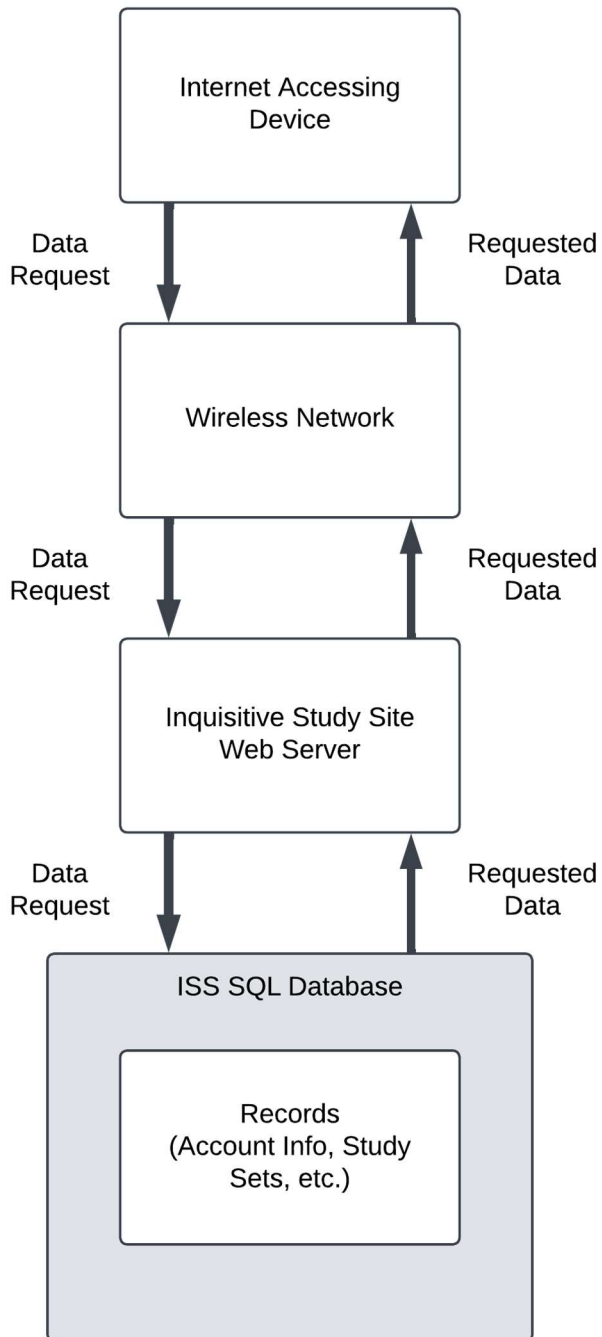 Internet Accessing
Device
Data
Request
Requested
Data
Wireless Network
Data
Request
Requested
Data
Inquisitive Study Site
Web Server
Data
Request
Requested
Data
ISS SQL Database
Records
(Account Info, Study
Sets, etc.)